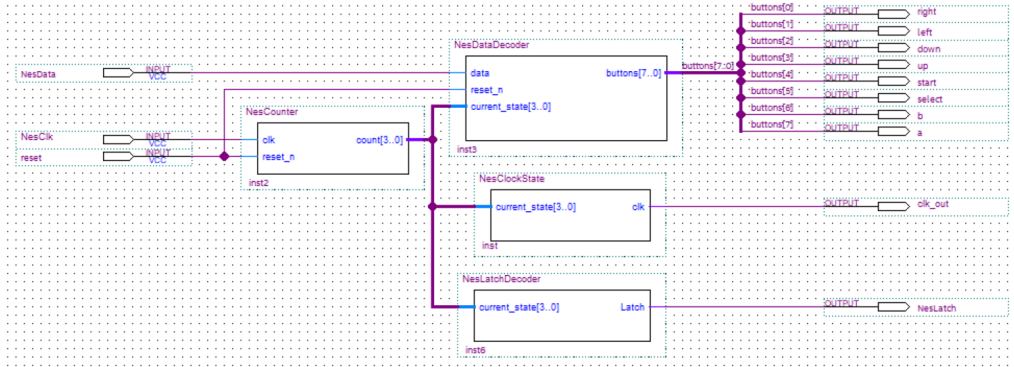 buttons[0] OUTPUT right
buttons[1] OUTPUT left
buttons[2] OUTPUT down
buttons[3] OUTPUT up
buttons[4] OUTPUT start
buttons[5] OUTPUT select
buttons[6] OUTPUT b
buttons[7] OUTPUT a
NesDataDecoder
data buttons[7..0] buttons[7..0]
reset_n
current_state[3..0]
inst3
NesData INPUT VCC
NesClk INPUT VCC
reset INPUT VCC
NesCounter
clk count[3..0]
reset_n
inst2
NesClockState
current_state[3..0] clk
inst
OUTPUT clk_out
NesLatchDecoder
current_state[3..0] Latch
inst6
OUTPUT NesLatch